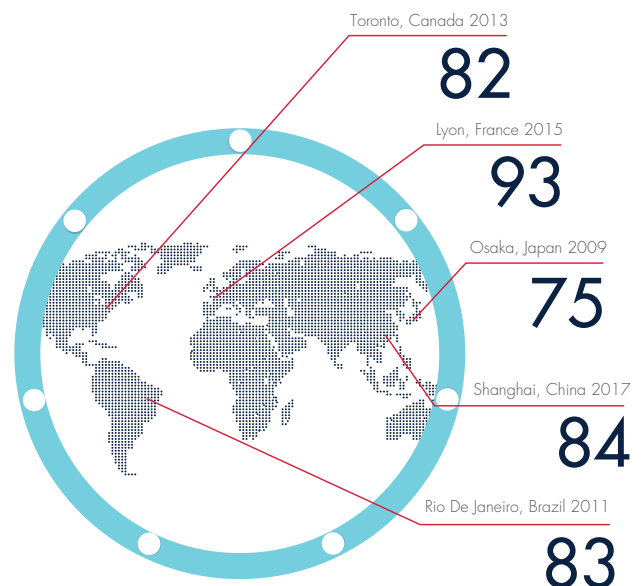 Toronto, Canada 2013
82
Lyon, France 2015
93
Osaka, Japan 2009
75
Shanghai, China 2017
84
Rio De Janeiro, Brazil 2011
83